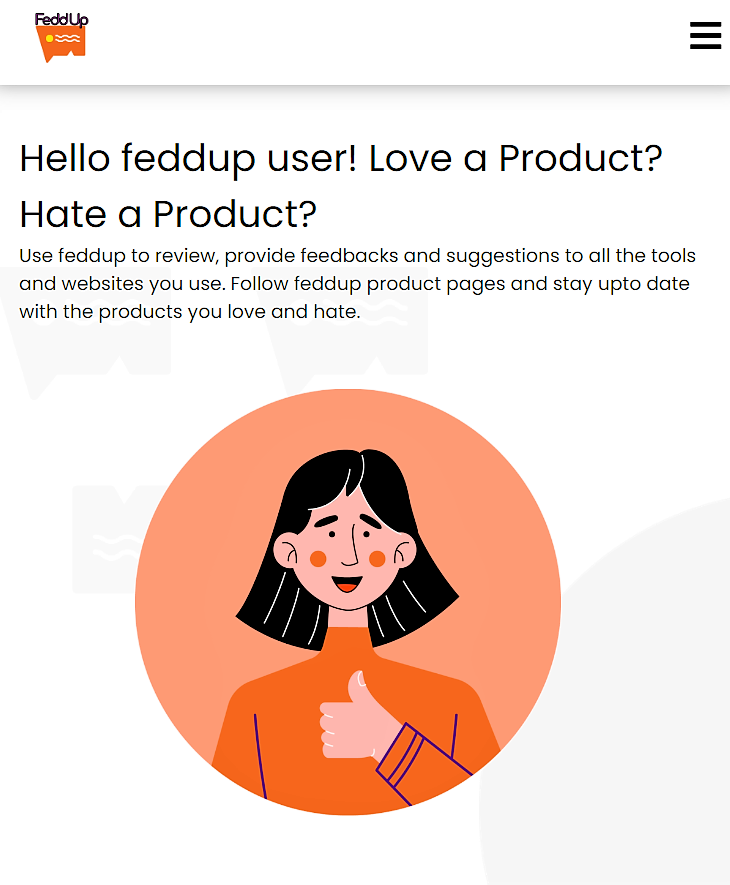 FeddUp
Hello feddup user! Love a Product?
Hate a Product?
Use feddup to review, provide feedbacks and suggestions to all the tools
and websites you use. Follow feddup product pages and stay upto date
with the products you love and hate.